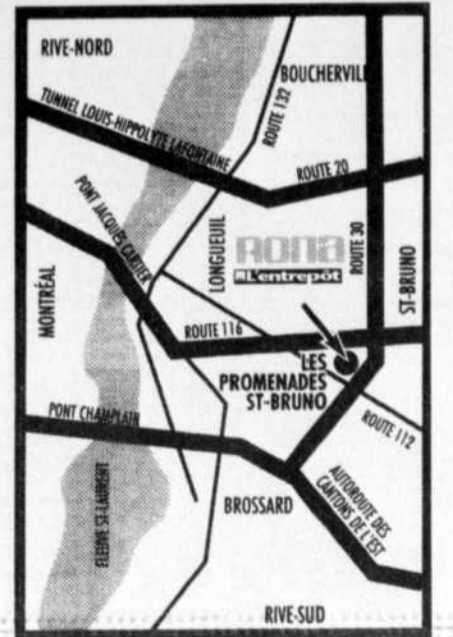 RIVE-NORD
BOUCHERVILLE
TUNNEL LOUIS-HIPPOLYTE LAFONTAINE
ROUTE 132
ROUTE 20
PONT JACQUES CARTIER
LONGUEUIL
RONA
L'entrepôt
ROUTE 30
ST-BRUNO
MONTRÉAL
ROUTE 116
LES
PROMENADES
ST-BRUNO
PONT CHAMPLAIN
ROUTE 112
FLEUVE ST-LAURENT
BROSSARD
AUTOROUTE DES
CANTONS DE L'EST
RIVE-SUD